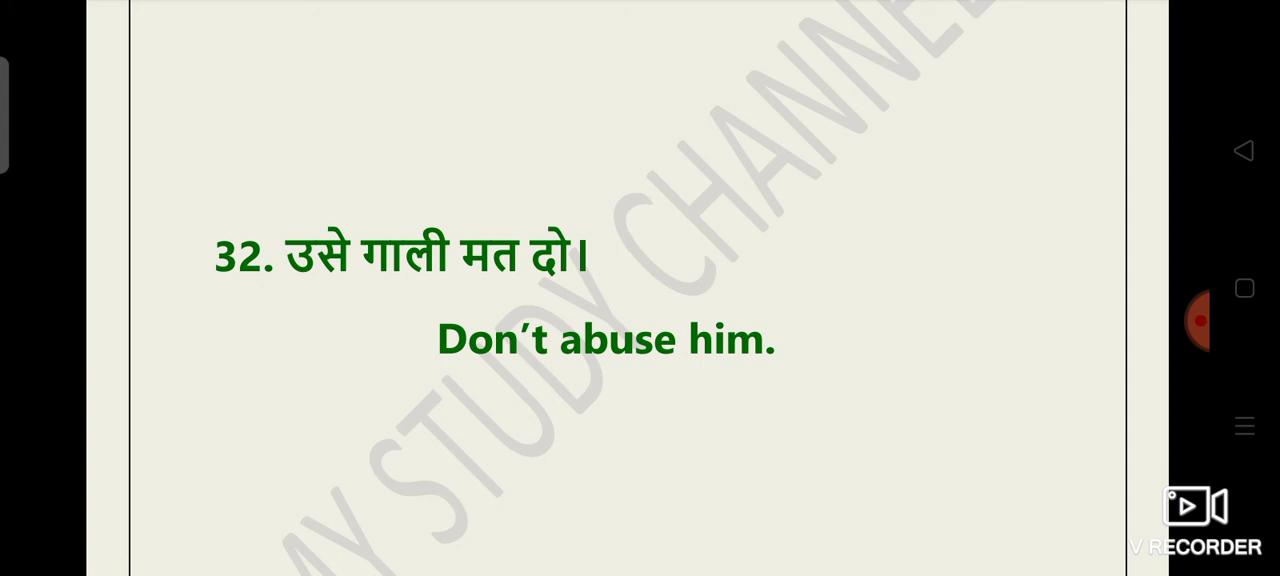 32. उसे गाली मत दो।
Don’t abuse him.
MY STUDY CHANNEL
V RECORDER